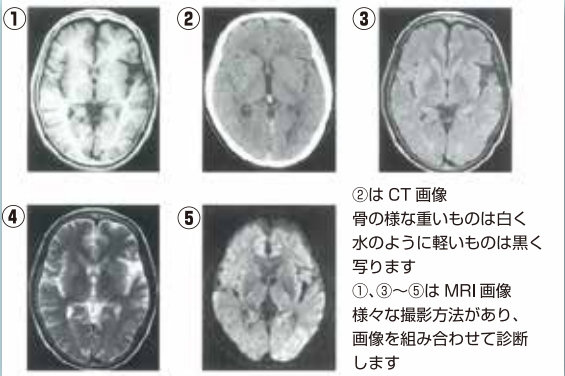 ①
②
③
④
⑤
②は CT 画像
骨の様な重いものは白く
水のように軽いものは黒く
写ります
①、③〜⑤は MRI 画像
様々な撮影方法があり、
画像を組み合わせて診断
します